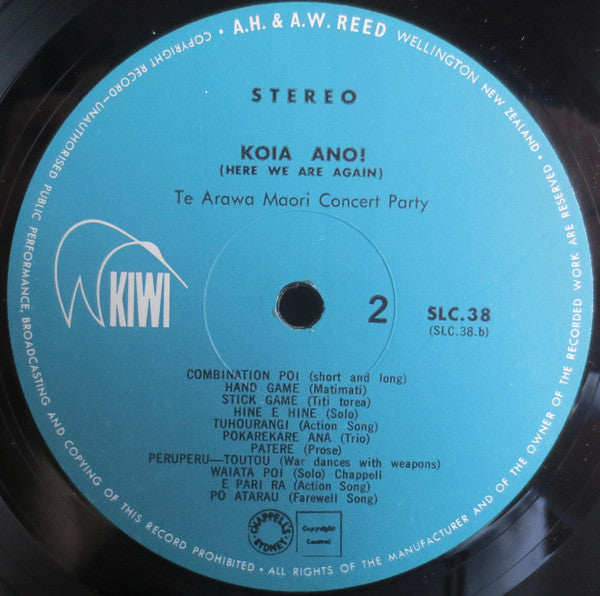 • A.H. & A.W. REED WELLINGTON NEW ZEALAND •
STEREO
KOIA ANO!
(HERE WE ARE AGAIN)
Te Arawa Maori Concert Party
KIWI
2
SLC.38
(SLC.38.b)
COMBINATION POI (short and long)
HAND GAME (Matimati)
STICK GAME (Titi torea)
HINE E HINE (Solo)
TUHOURANGI (Action Song)
POKAREKARE ANA (Trio)
PATERE (Prose)
PERUPERU—TOUTOU (War dances with weapons)
WAIATA POI (Solo) Chappell
E PARI RA (Action Song)
PO ATARAU (Farewell Song)
CHAPPELLS
SYDNEY
Copyright
Control
COPYRIGHT RECORD—UNAUTHORISED PUBLIC PERFORMANCE, BROADCASTING AND COPYING OF THIS RECORD PROHIBITED • ALL RIGHTS OF THE MANUFACTURER AND OF THE OWNER OF THE RECORDED WORK ARE RESERVED